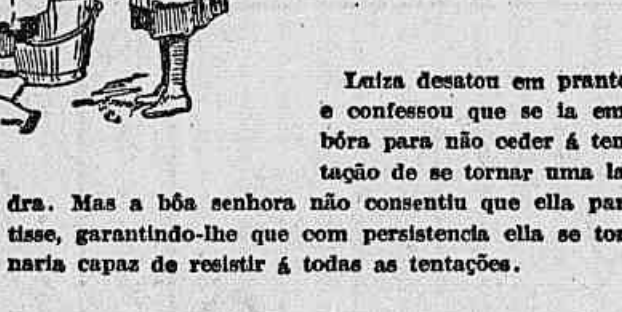 Luiza desatou em prant
e confessou que se ia em
bóra para não ceder á ten
tação de se tornar uma la
dra. Mas a bôa senhora não consentiu que ella par
tisse, garantindo-lhe que com persistencia ella se tor
naria capaz de resistir á todas as tentações.